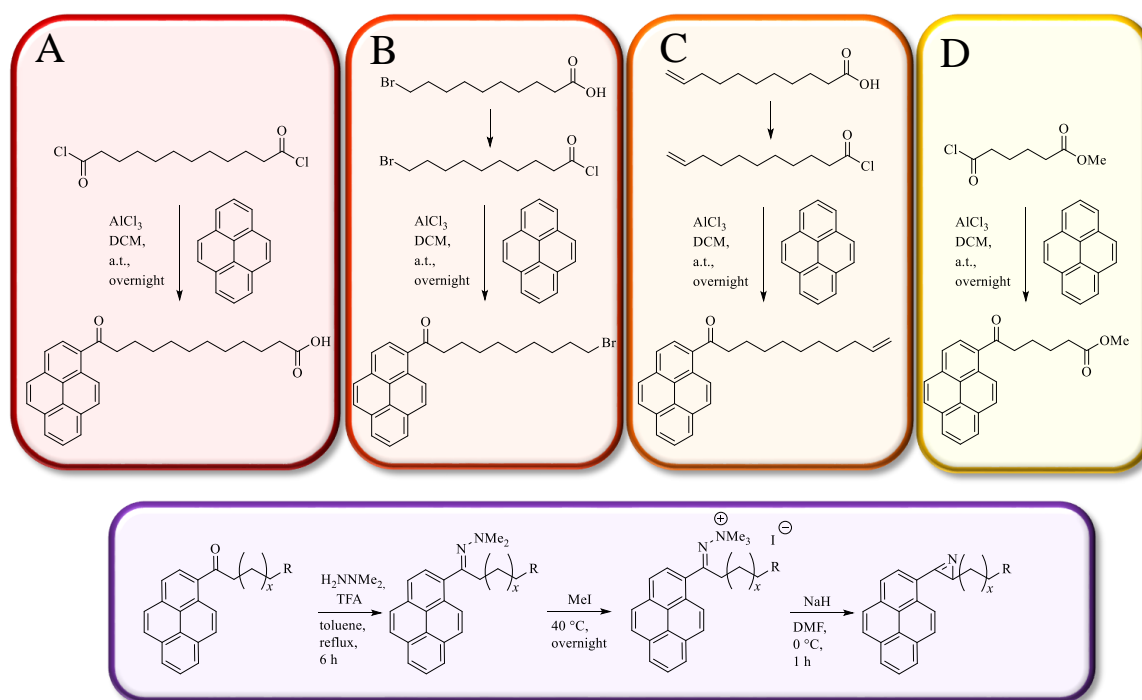 A
Cl
O
O
Cl
AlCl3
DCM,
a.t.,
overnight
O
OH
O
B
Br
O
OH
Br
O
Cl
AlCl3
DCM,
a.t.,
overnight
O
Br
C
O
OH
O
Cl
AlCl3
DCM,
a.t.,
overnight
O
D
Cl
O
O
OMe
AlCl3
DCM,
a.t.,
overnight
O
OMe
O
O
( )x R
H2NNMe2,
TFA
toluene,
reflux,
6 h
N NMe2
( )x R
MeI
40 °C,
overnight
N NMe3 ⊕ I ⊖
( )x R
NaH
DMF,
0 °C,
1 h
N
( )x R